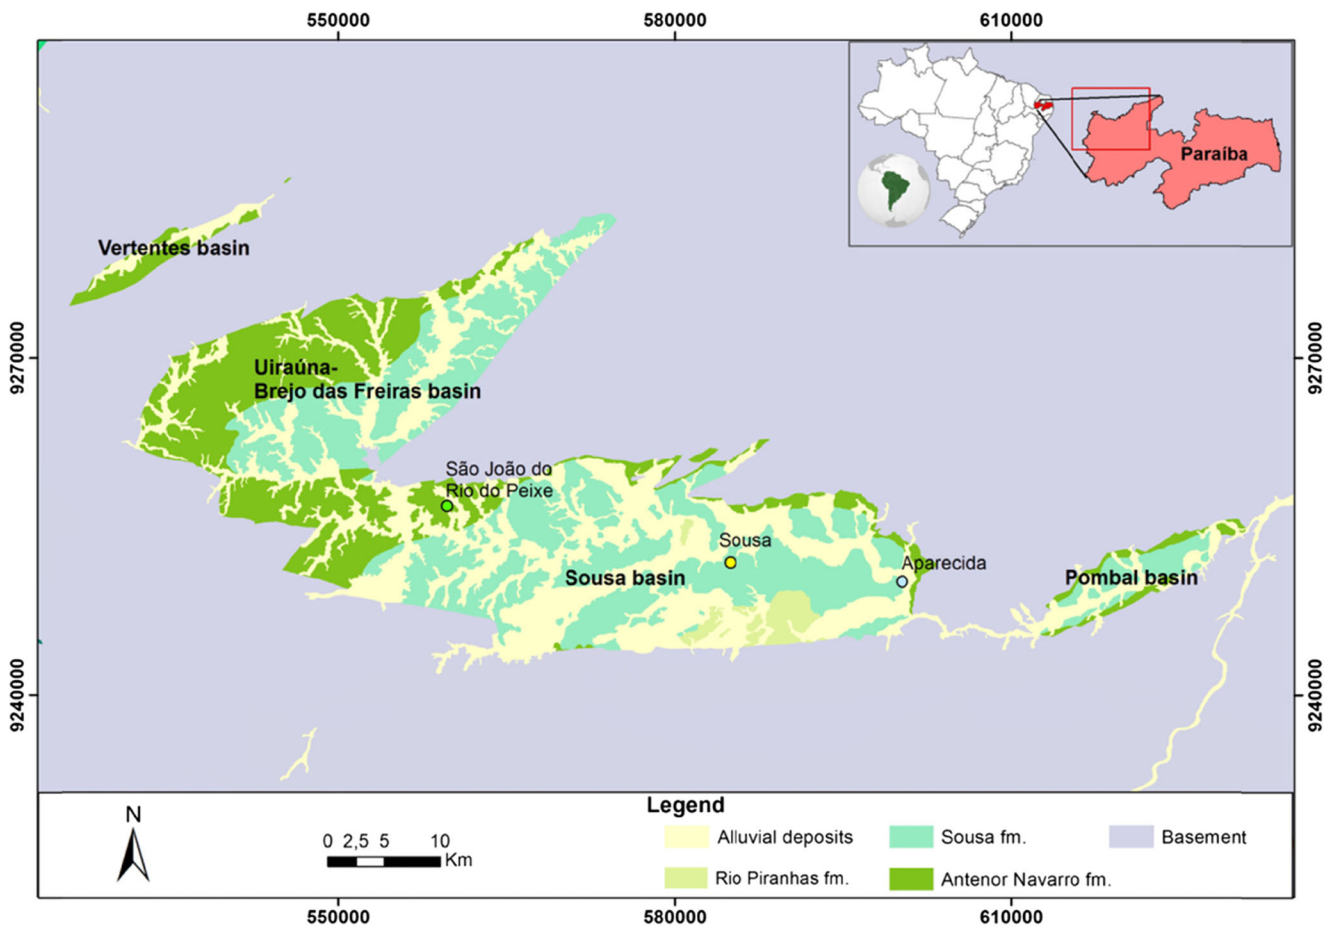 550000
580000
610000
Paraíba
Vertentes basin
9270000
9270000
Uiraúna-
Brejo das Freiras basin
São João do
Rio do Peixe
Sousa
Aparecida
Sousa basin
Pombal basin
9240000
9240000
Legend
N
0 2,5 5 10
Km
Alluvial deposits
Sousa fm.
Basement
Rio Piranhas fm.
Antenor Navarro fm.
550000
580000
610000